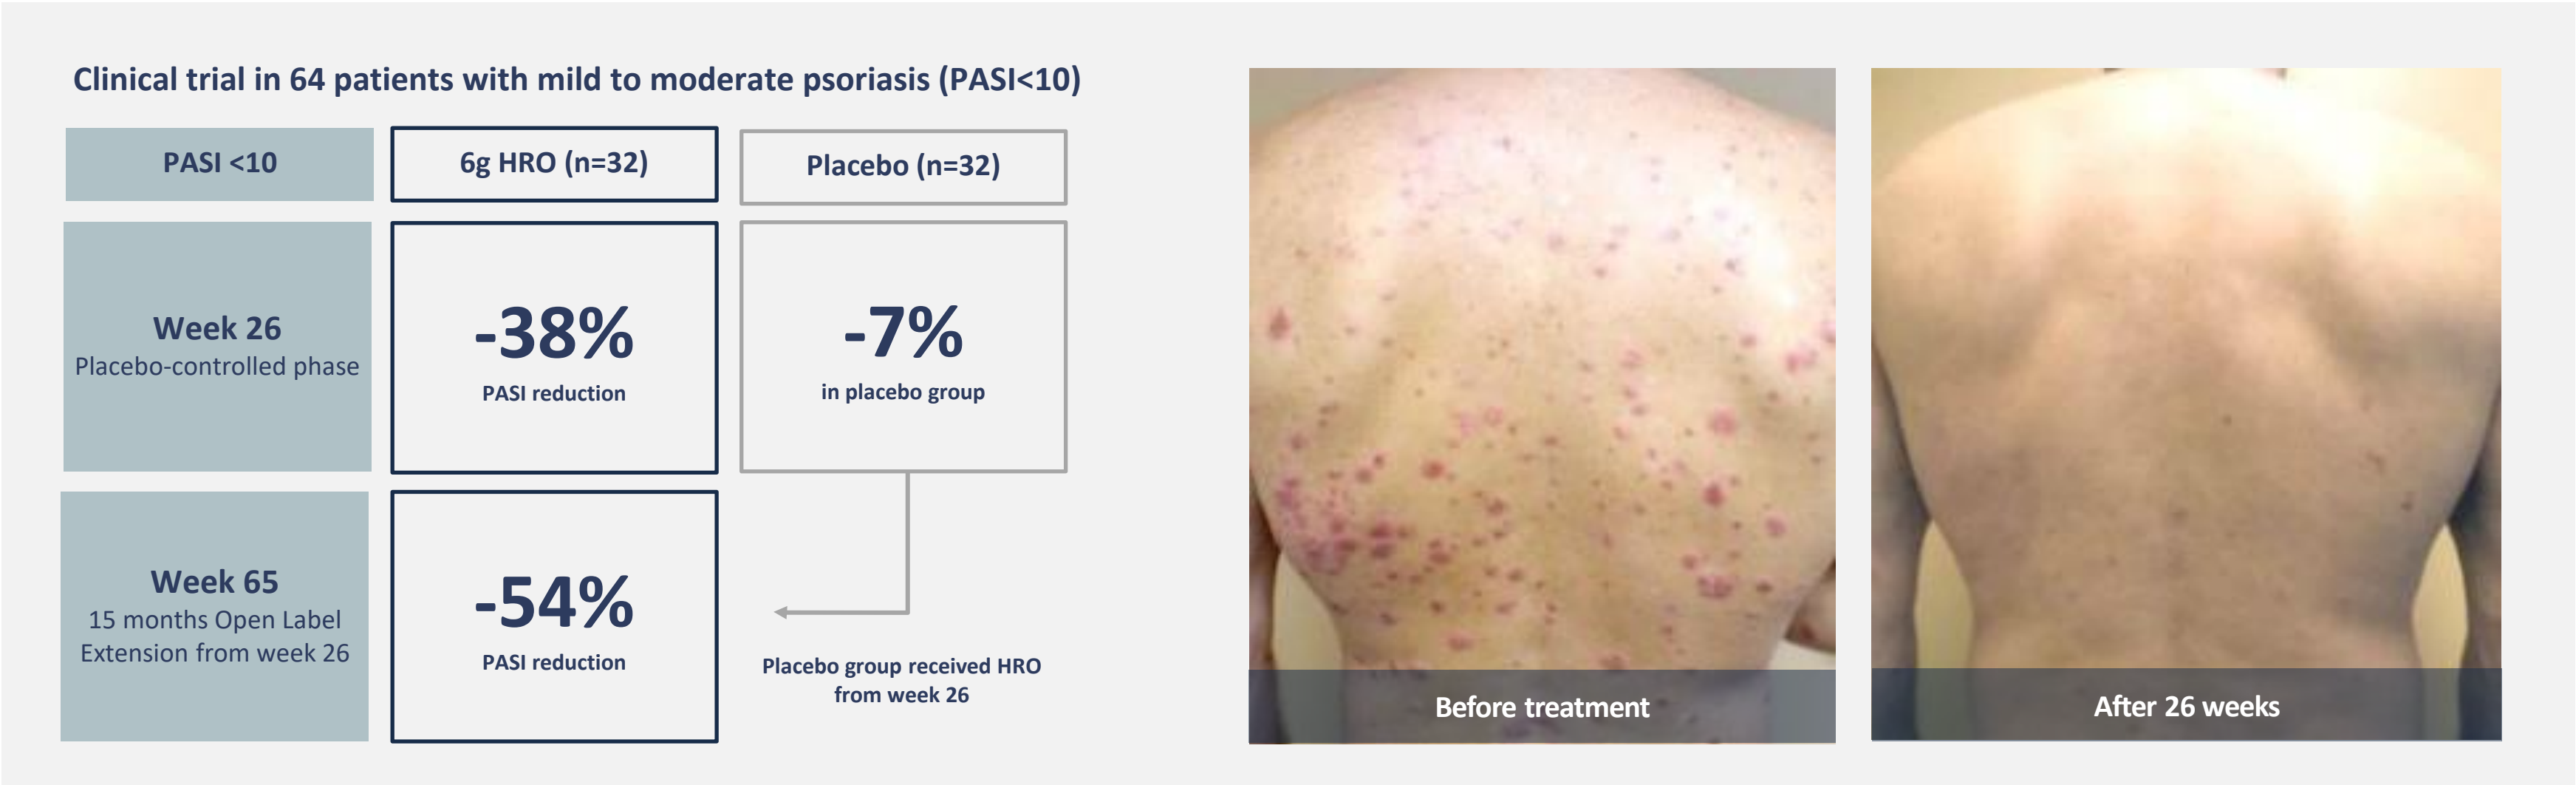 Clinical trial in 64 patients with mild to moderate psoriasis (PASI<10)
PASI <10
6g HRO (n=32)
Placebo (n=32)
Week 26
Placebo-controlled phase
-38%
PASI reduction
-7%
in placebo group
Week 65
15 months Open Label
Extension from week 26
-54%
PASI reduction
Placebo group received HRO
from week 26
Before treatment
After 26 weeks